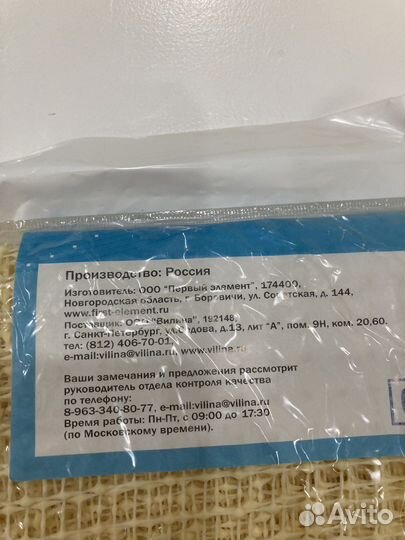 Производство: Россия
Изготовитель: ООО "Первый элемент", 174400,
Новгородская область, г. Боровичи, ул. Советская, д. 144,
www.first-element.ru
Поставщик: ООО "Вилина", 192148,
г. Санкт-Петербург, ул. дова, д.13, лит "А", пом. 9Н, ком. 20,60.
тел: (812) 406-70-01
e-mail:vilina@vilina.ru, www.vilina.ru
Ваши замечания и предложения рассмотрит
руководитель отдела контроля качества
по телефону:
8-963-340-80-77, e-mail:vilina@vilina.ru
Время работы: Пн-Пт, с 09:00 до 17:30
(по Московскому времени).
Avito